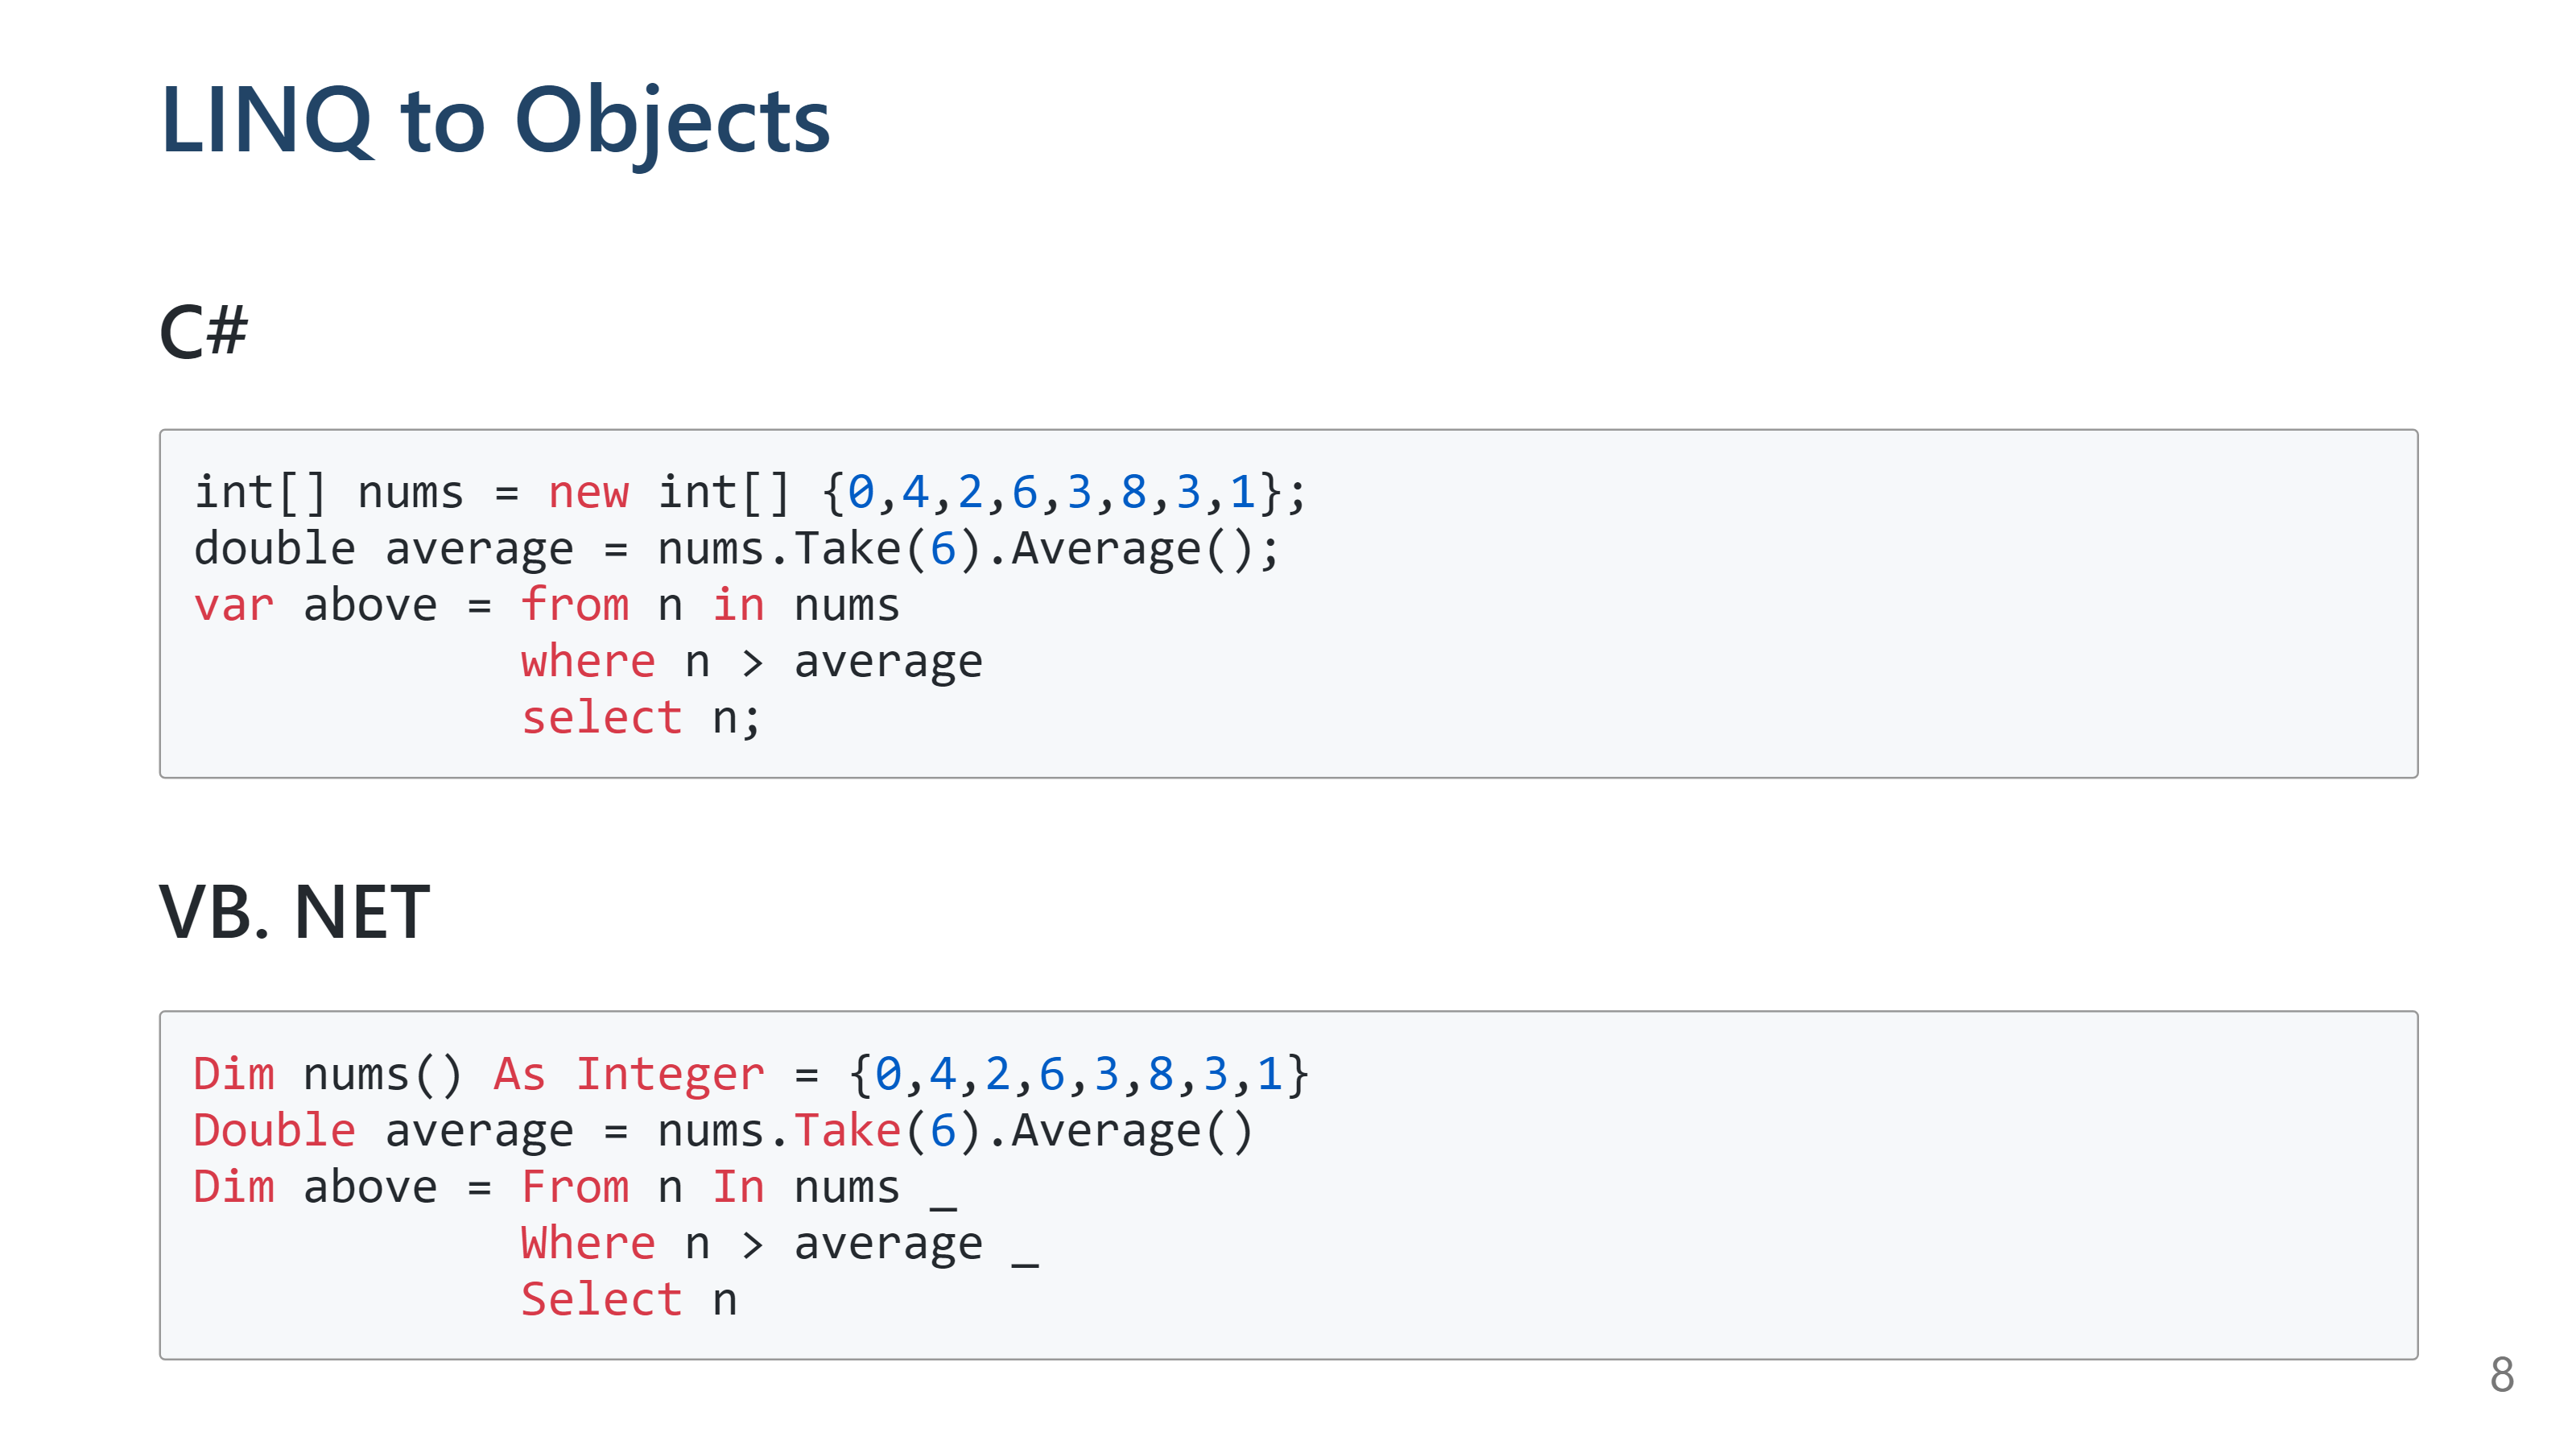 LINQ to Objects
C#
int[] nums = new int[] {0,4,2,6,3,8,3,1};
double average = nums.Take(6).Average();
var above = from n in nums
            where n > average
            select n;
VB. NET
Dim nums() As Integer = {0,4,2,6,3,8,3,1}
Double average = nums.Take(6).Average()
Dim above = From n In nums _
            Where n > average _
            Select n
8